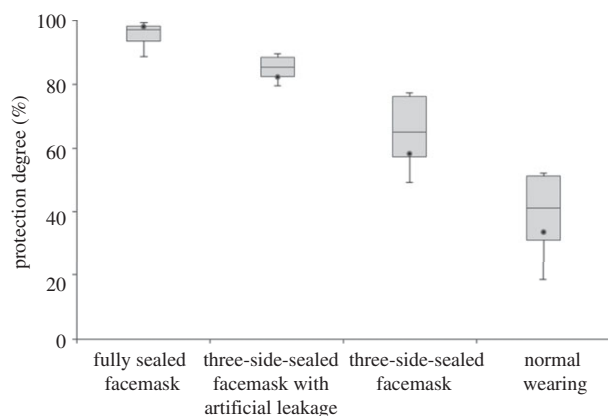 protection degree (%)
100
80
60
40
20
0
fully sealed
facemask
three-side-sealed
facemask with
artificial leakage
three-side-sealed
facemask
normal
wearing